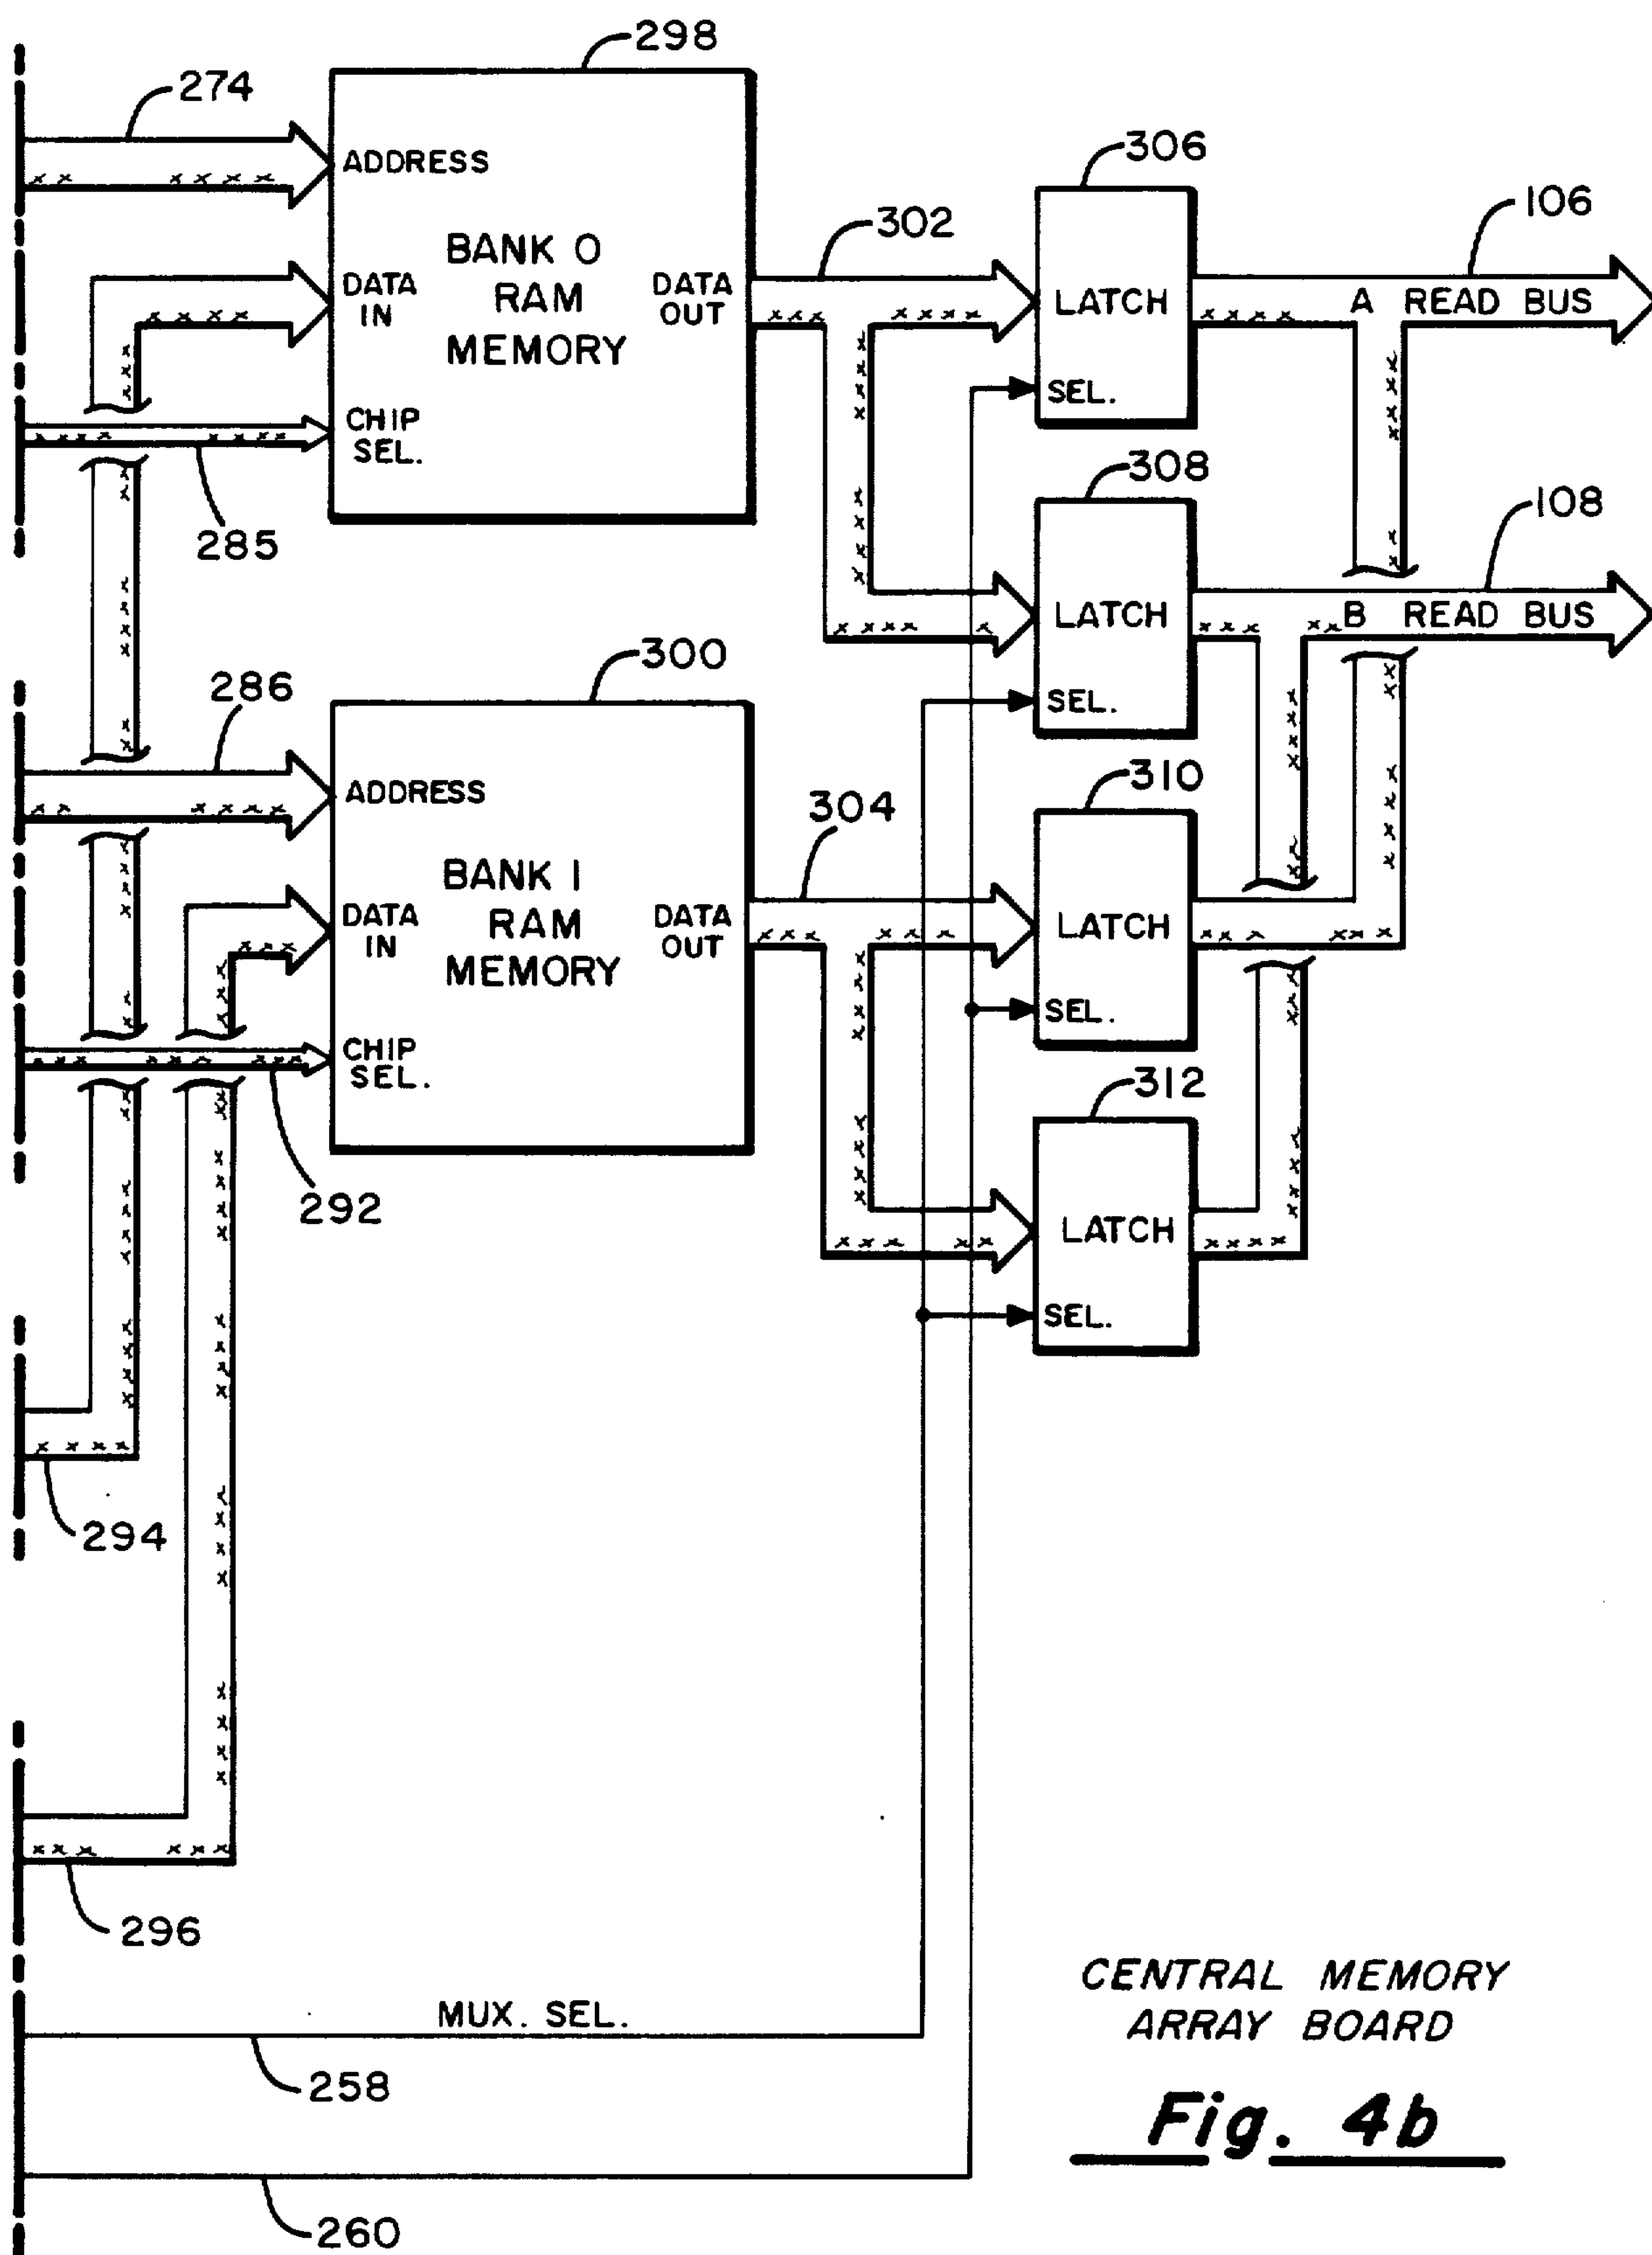 298
274
ADDRESS
306
106
302
BANK 0
RAM
MEMORY
DATA
IN
DATA
OUT
LATCH
A READ BUS
SEL.
CHIP
SEL.
285
308
108
LATCH
B READ BUS
300
286
SEL.
ADDRESS
310
304
BANK 1
RAM
MEMORY
DATA
IN
DATA
OUT
LATCH
SEL.
CHIP
SEL.
312
292
LATCH
SEL.
294
296
CENTRAL MEMORY
ARRAY BOARD
MUX. SEL.
258
Fig. 4b
260